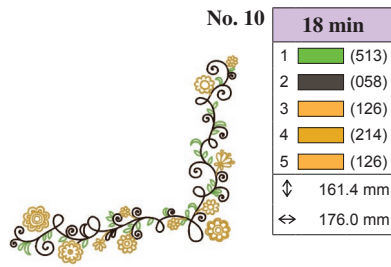 No. 10
18 min
1 (513)
2 (058)
3 (126)
4 (214)
5 (126)
↕ 161.4 mm
↔ 176.0 mm